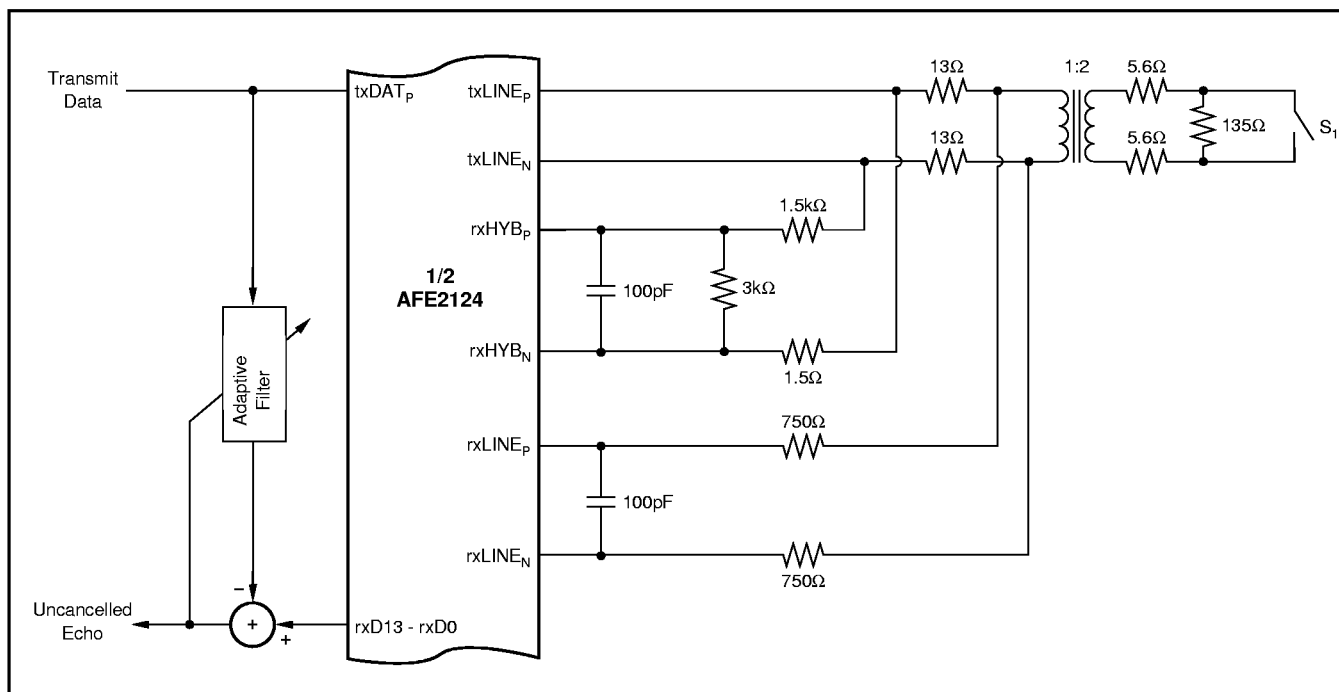 Transmit
Data
txDATP
txLINEP
13Ω
1:2
5.6Ω
135Ω
S1
txLINEN
13Ω
5.6Ω
rxHYBP
1.5kΩ
1/2
AFE2124
100pF
3kΩ
rxHYBN
1.5Ω
Adaptive
Filter
rxLINEP
750Ω
100pF
rxLINEN
750Ω
Uncancelled
Echo
−
+
+
rxD13 - rxD0